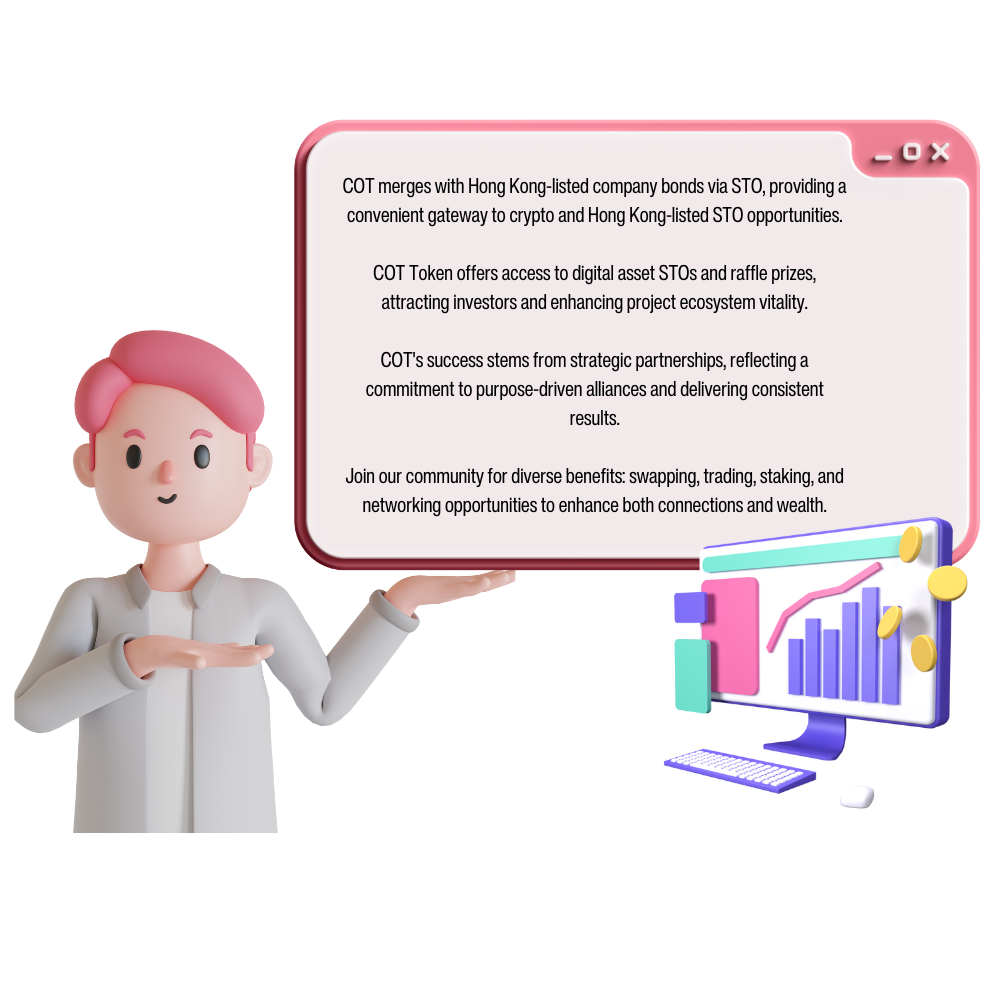 COT merges with Hong Kong-listed company bonds via STO, providing a
convenient gateway to crypto and Hong Kong-listed STO opportunities.
COT Token offers access to digital asset STOs and raffle prizes,
attracting investors and enhancing project ecosystem vitality.
COT's success stems from strategic partnerships, reflecting a
commitment to purpose-driven alliances and delivering consistent
results.
Join our community for diverse benefits: swapping, trading, staking, and
networking opportunities to enhance both connections and wealth.